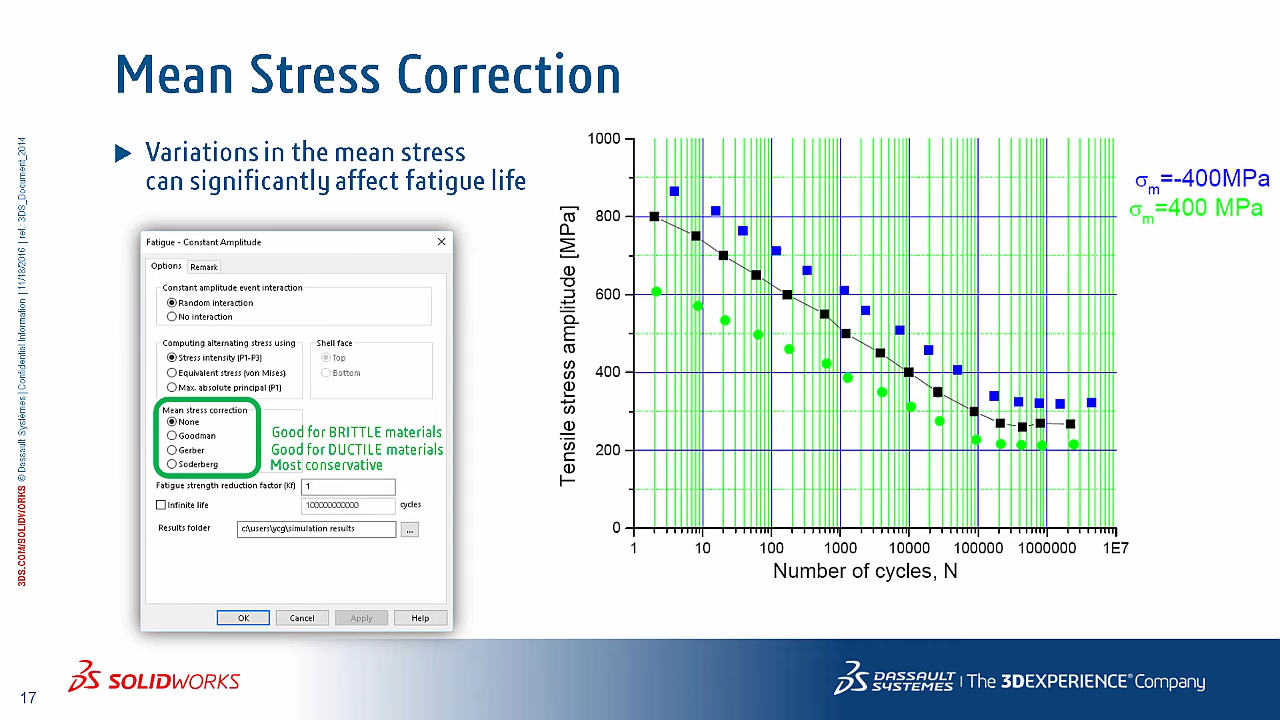 Mean Stress Correction
▶ Variations in the mean stress
can significantly affect fatigue life
Fatigue - Constant Amplitude
Options Remark
Constant amplitude event interaction
Random interaction
No interaction
Computing alternating stress using
Stress intensity (P1-P3)
Equivalent stress (von Mises)
Max. absolute principal (P1)
Shell face
Top
Bottom
Mean stress correction
None
Goodman
Gerber
Soderberg
Good for BRITTLE materials
Good for DUCTILE materials
Most conservative
Fatigue strength reduction factor (Kf) 1
Infinite life 100000000000 cycles
Results folder c:\users\ycg\simulation results ...
OK Cancel Apply Help
Tensile stress amplitude [MPa]
1000
800
600
400
200
0
1 10 100 1000 10000 100000 1000000 1E7
Number of cycles, N
σm=-400MPa
σm=400 MPa
3DS.COM/SOLIDWORKS © Dassault Systèmes | Confidential Information | 11/18/2016 | ref.: 3DS_Document_2014
17
SOLIDWORKS
DASSAULT SYSTEMES | The 3DEXPERIENCE® Company